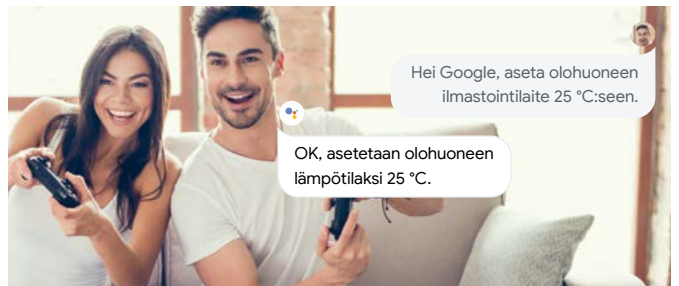 Hei Google, aseta olohuoneen
ilmastointilaite 25 °C:seen.
OK, asetetaan olohuoneen
lämpötilaksi 25 °C.